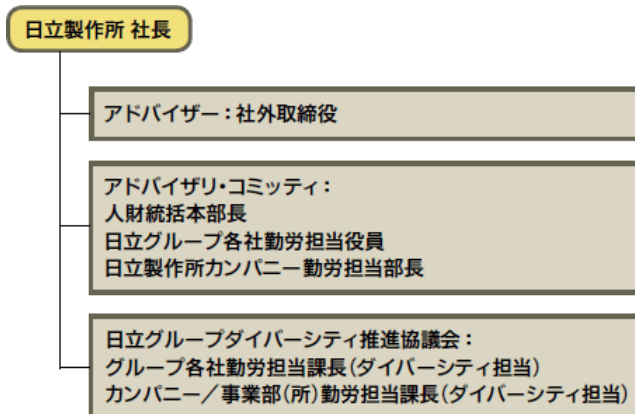 日立製作所 社長
アドバイザー：社外取締役
アドバイザリ・コミッティ：
人財統括本部長
日立グループ各社勤労担当役員
日立製作所カンパニー勤労担当部長
日立グループダイバーシティ推進協議会：
グループ各社勤労担当課長(ダイバーシティ担当)
カンパニー／事業部(所)勤労担当課長(ダイバーシティ担当)